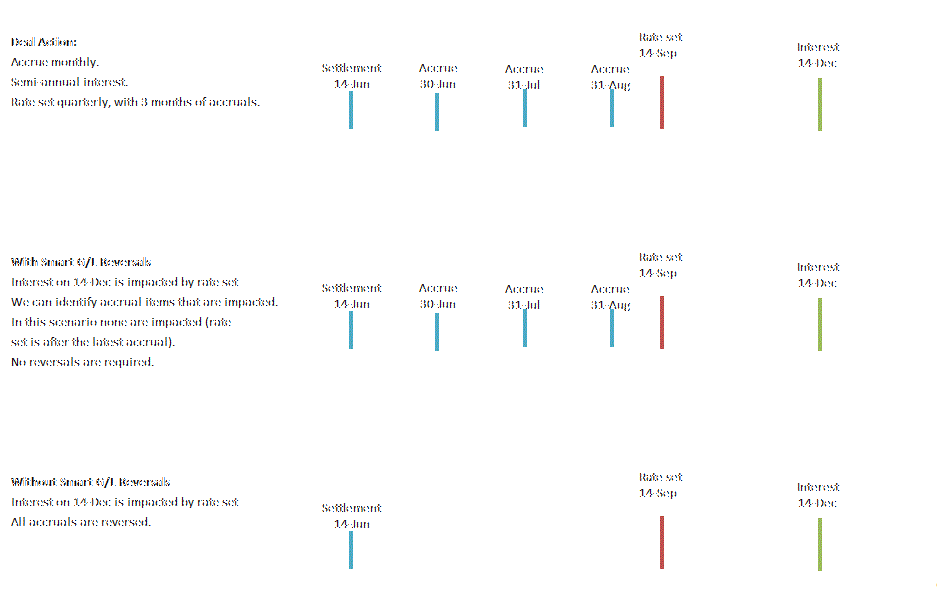 Deal Action:
Accrue monthly.
Semi-annual interest.
Rate set quarterly, with 3 months of accruals.
Settlement
14-Jun
Accrue
30-Jun
Accrue
31-Jul
Accrue
31-Aug
Rate set
14-Sep
Interest
14-Dec
With Smart G/L Reversals
Interest on 14-Dec is impacted by rate set
We can identify accrual items that are impacted.
In this scenario none are impacted (rate
set is after the latest accrual).
No reversals are required.
Settlement
14-Jun
Accrue
30-Jun
Accrue
31-Jul
Accrue
31-Aug
Rate set
14-Sep
Interest
14-Dec
Without Smart G/L Reversals
Interest on 14-Dec is impacted by rate set
All accruals are reversed.
Settlement
14-Jun
Rate set
14-Sep
Interest
14-Dec